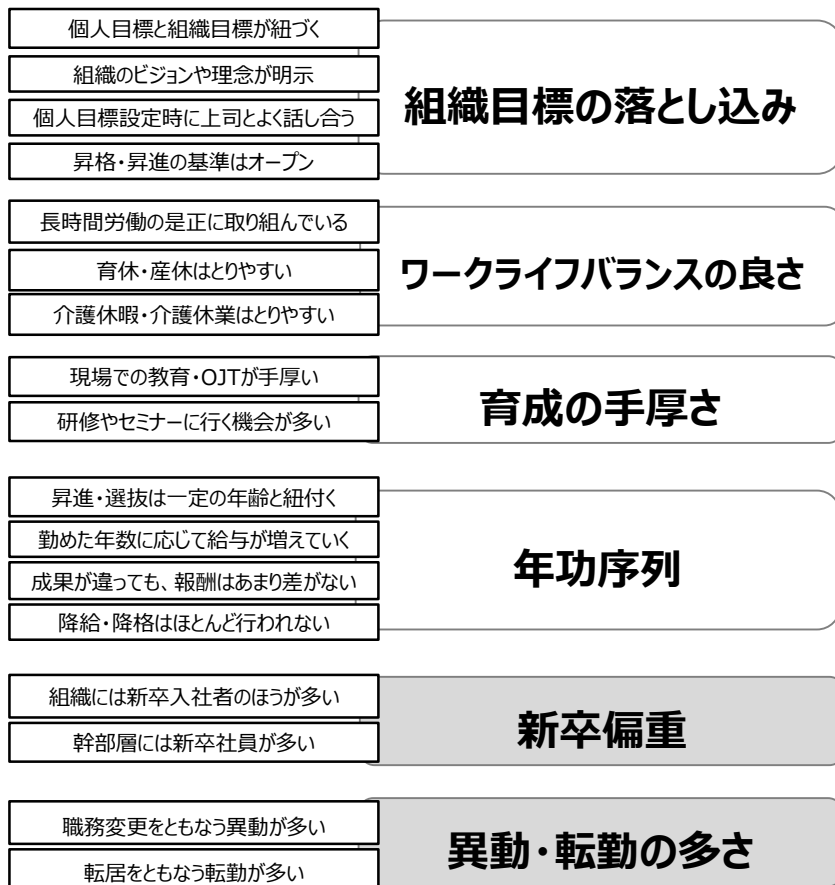 個人目標と組織目標が紐づく
組織のビジョンや理念が明示
個人目標設定時に上司とよく話し合う
昇格・昇進の基準はオープン
組織目標の落とし込み
長時間労働の是正に取り組んでいる
育休・産休はとりやすい
介護休暇・介護休業はとりやすい
ワークライフバランスの良さ
現場での教育・OJTが手厚い
研修やセミナーに行く機会が多い
育成の手厚さ
昇進・選抜は一定の年齢と紐付く
勤めた年数に応じて給与が増えていく
成果が違っても、報酬はあまり差がない
降給・降格はほとんど行われない
年功序列
組織には新卒入社者のほうが多い
幹部層には新卒社員が多い
新卒偏重
職務変更をともなう異動が多い
転居をともなう転勤が多い
異動・転勤の多さ